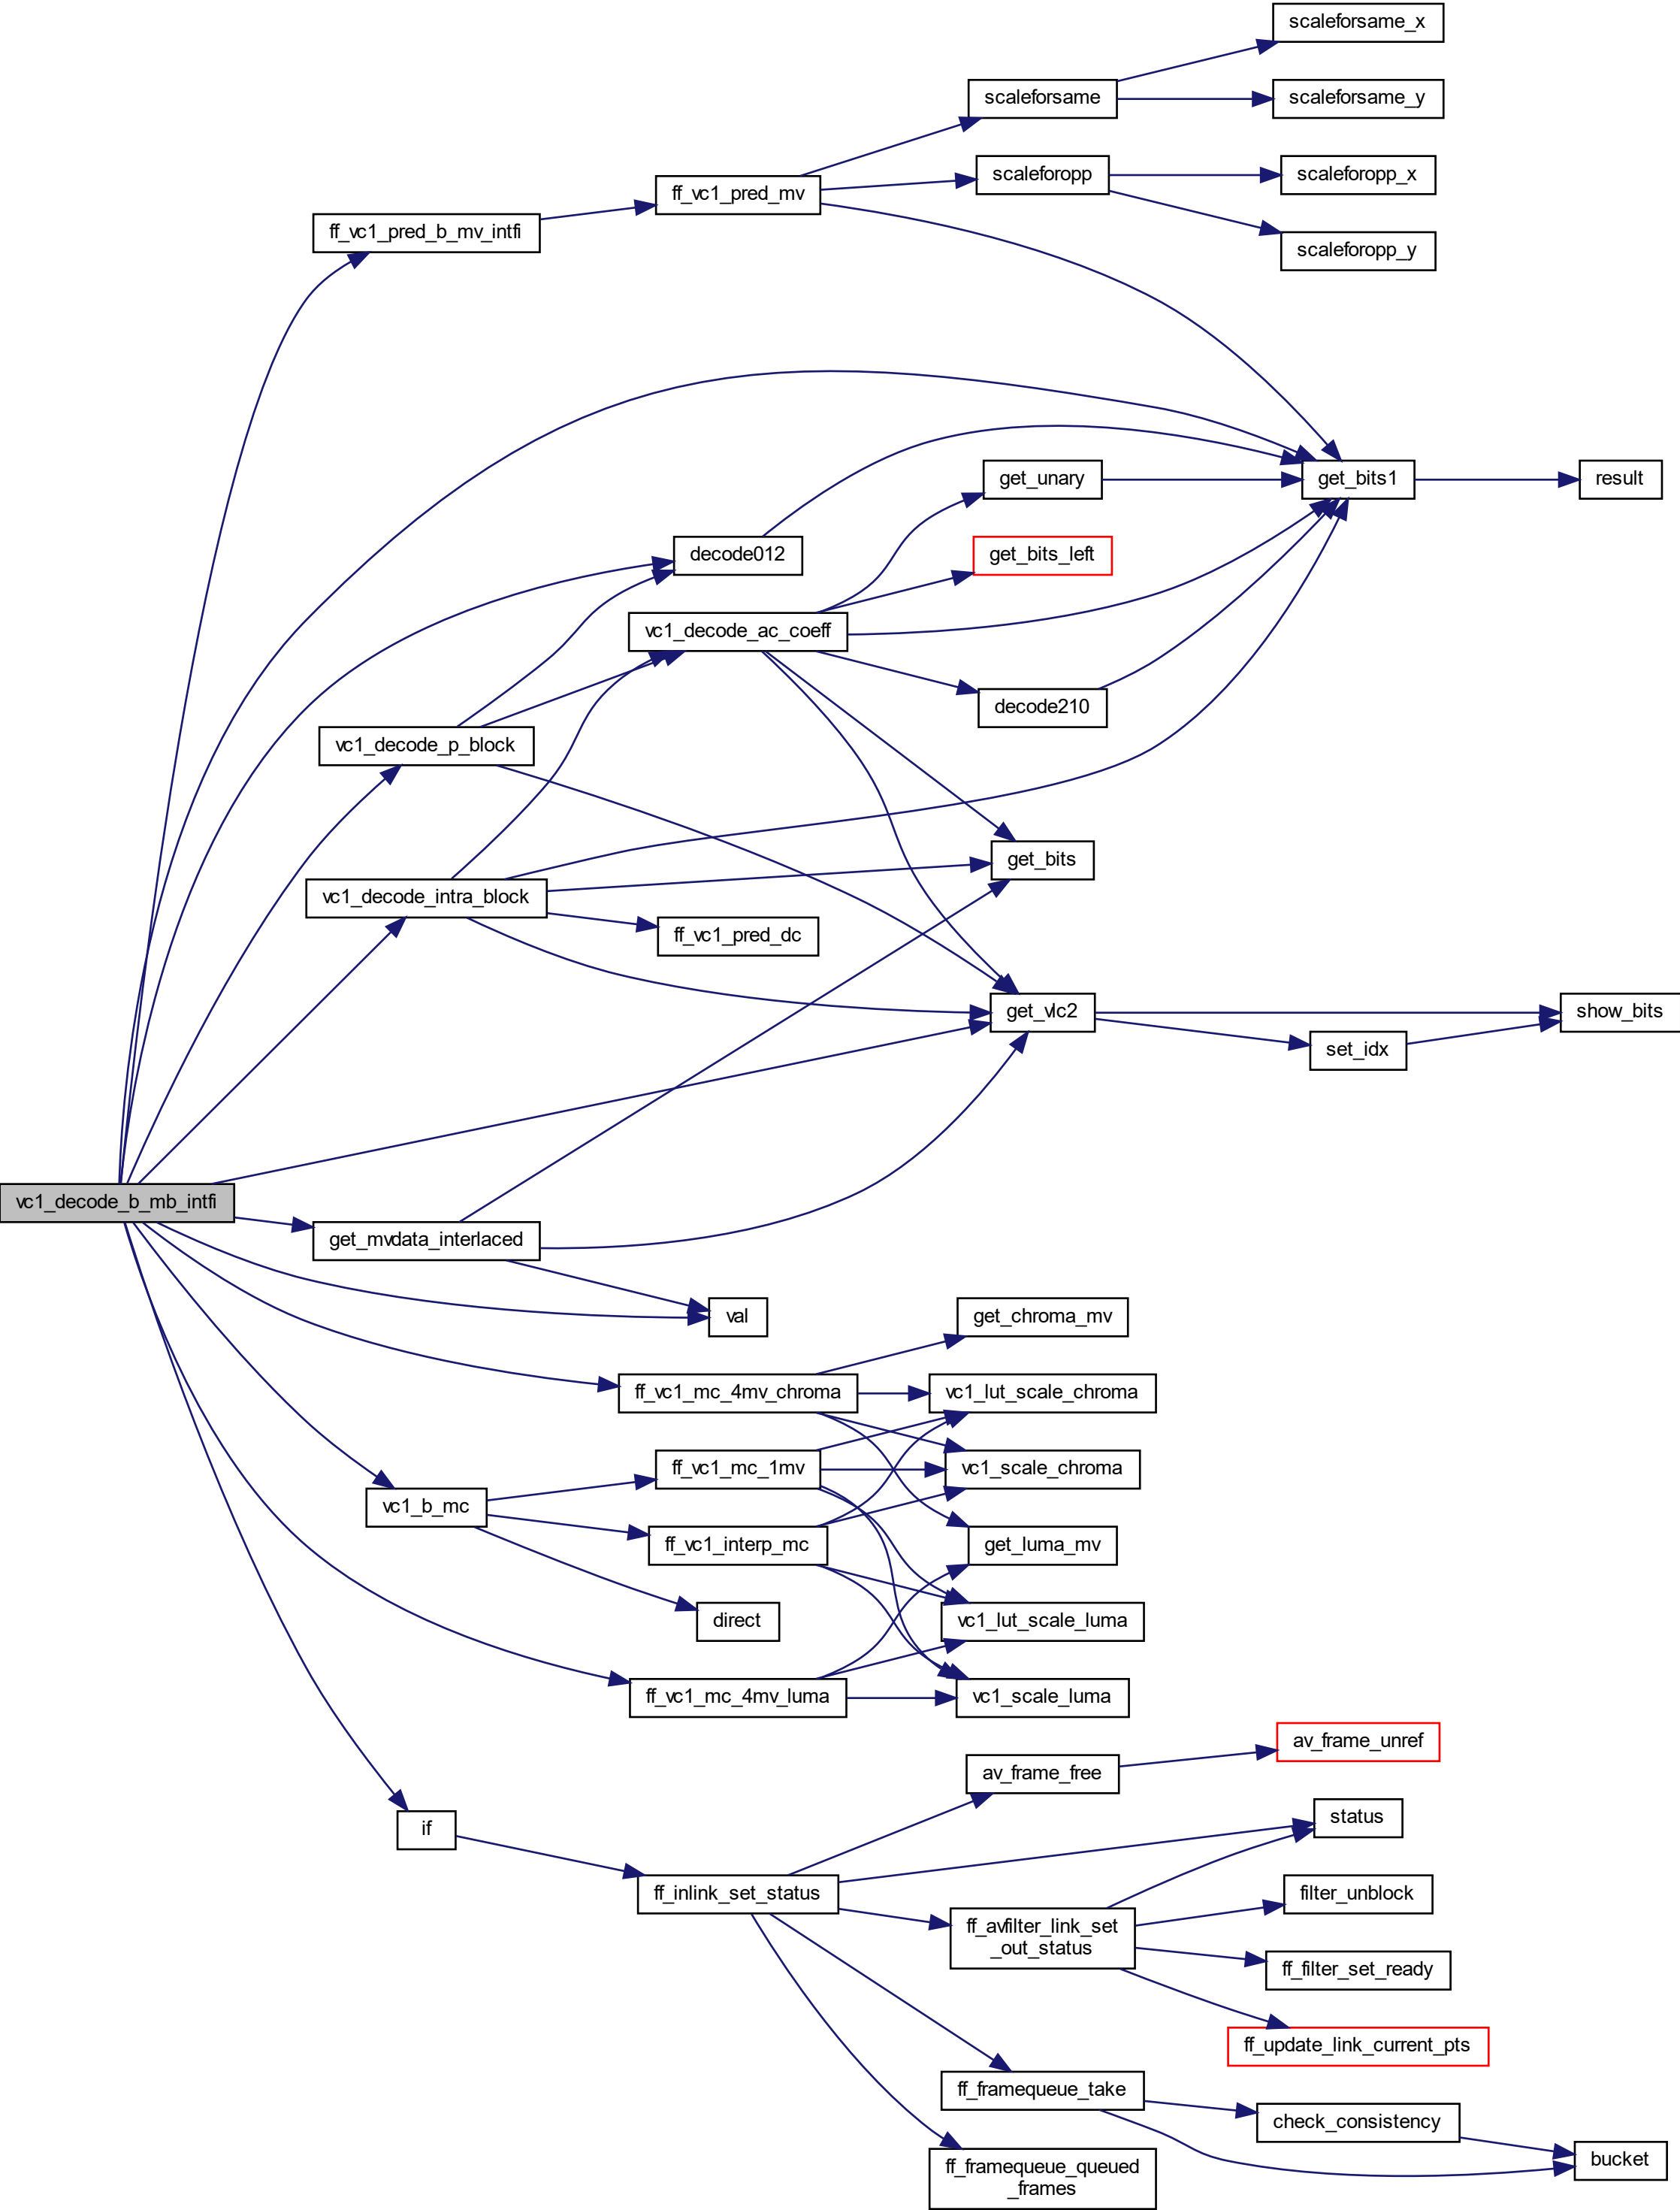 scaleforsame_x
scaleforsame
scaleforsame_y
scaleforopp
scaleforopp_x
ff_vc1_pred_mv
ff_vc1_pred_b_mv_intfi
scaleforopp_y
get_unary
get_bits1
result
decode012
get_bits_left
vc1_decode_ac_coeff
decode210
vc1_decode_p_block
get_bits
vc1_decode_intra_block
ff_vc1_pred_dc
get_vlc2
show_bits
set_idx
vc1_decode_b_mb_intfi
get_mvdata_interlaced
val
get_chroma_mv
ff_vc1_mc_4mv_chroma
vc1_lut_scale_chroma
ff_vc1_mc_1mv
vc1_scale_chroma
vc1_b_mc
ff_vc1_interp_mc
get_luma_mv
direct
vc1_lut_scale_luma
ff_vc1_mc_4mv_luma
vc1_scale_luma
av_frame_unref
av_frame_free
status
if
ff_inlink_set_status
filter_unblock
ff_avfilter_link_set
_out_status
ff_filter_set_ready
ff_update_link_current_pts
ff_framequeue_take
check_consistency
bucket
ff_framequeue_queued
_frames